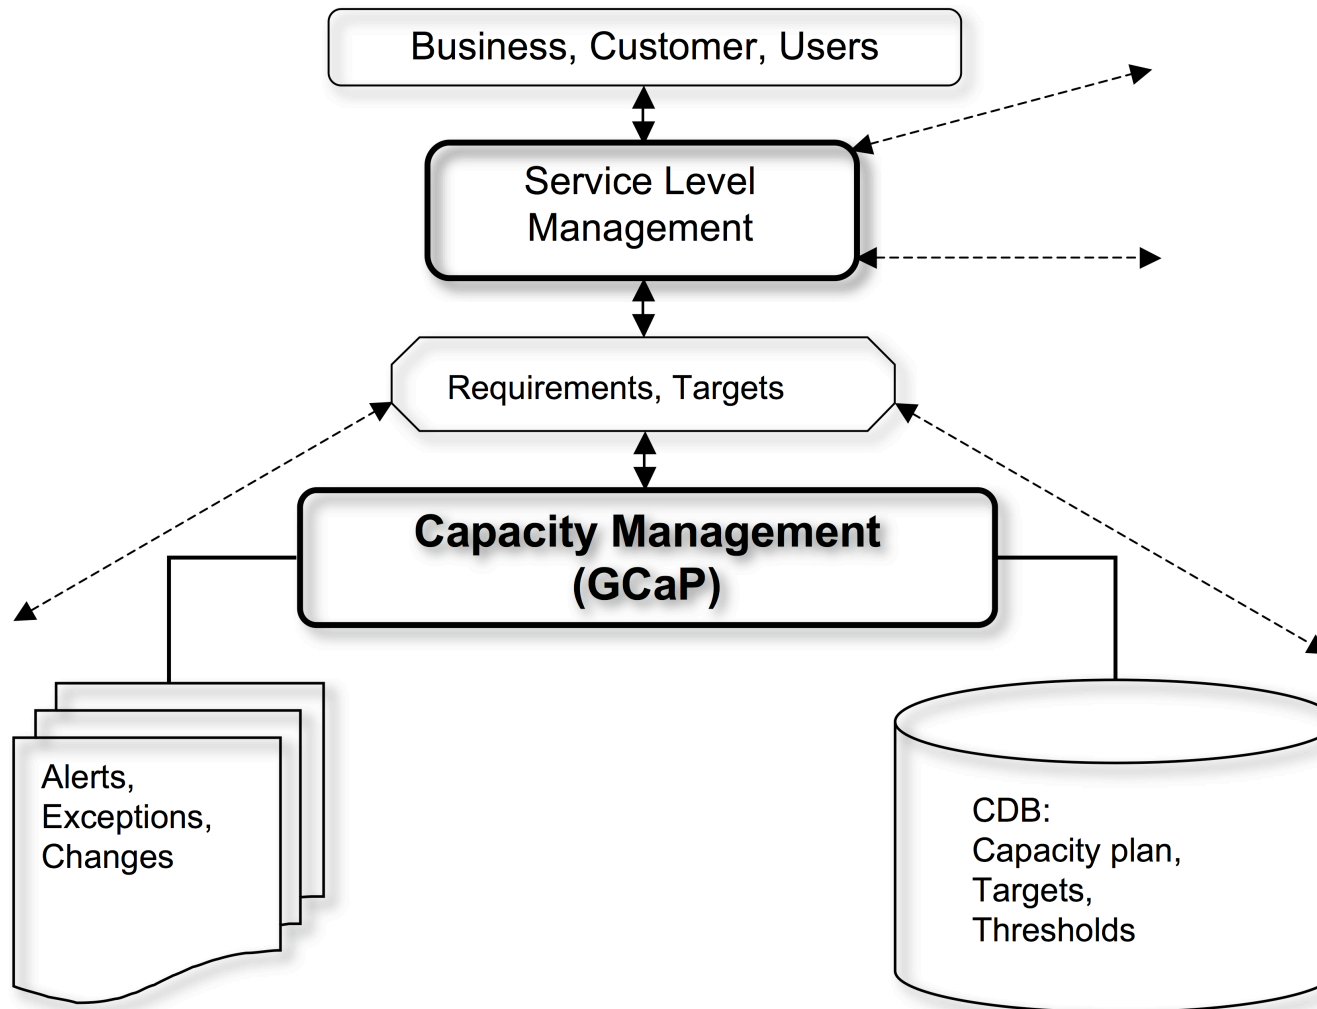 Business, Customer, Users
Service Level
Management
Requirements, Targets
Capacity Management
(GCaP)
Alerts,
Exceptions,
Changes
CDB:
Capacity plan,
Targets,
Thresholds